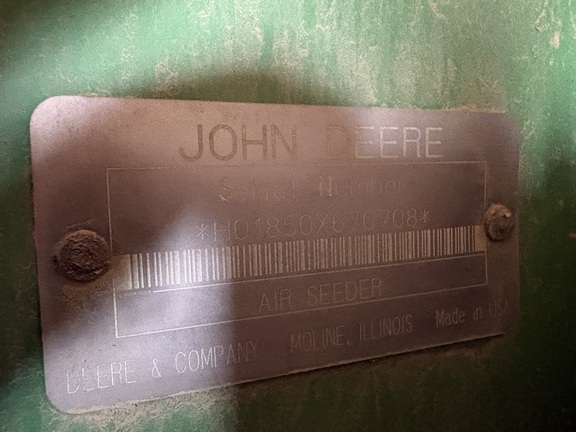 JOHN DEERE
Serial Number
*H01850X670708*
AIR SEEDER
DEERE & COMPANY MOLINE, ILLINOIS Made in USA